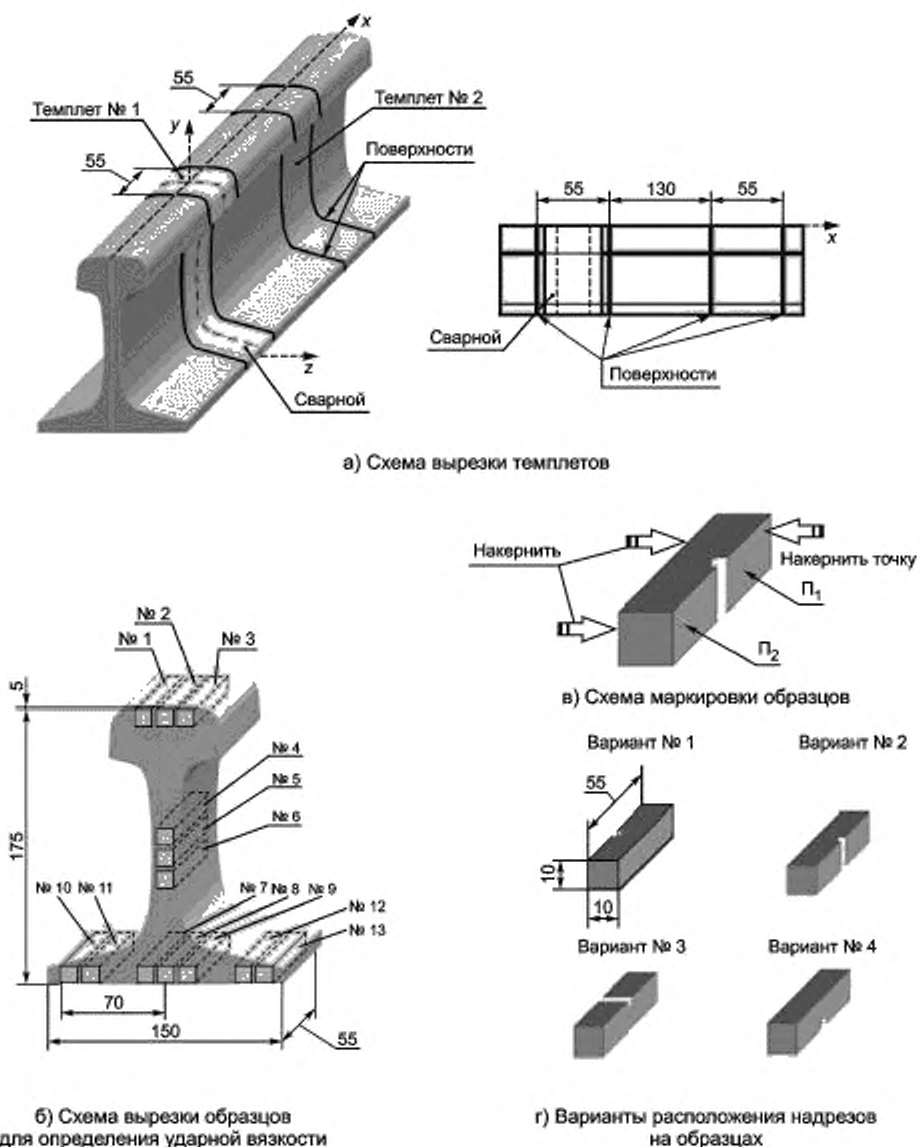 x
55
Темплет № 1
Темплет № 2
y
55
Поверхности
z
Сварной
55 130 55
x
Сварной
Поверхности
а) Схема вырезки темплетов
Накернить
Накернить точку
П1
П2
в) Схема маркировки образцов
№ 2
№ 1 № 3
5
№ 4
№ 5
№ 6
175
№ 10 № 11
№ 7 № 8 № 9
№ 12
№ 13
70
150
55
б) Схема вырезки образцов
для определения ударной вязкости
Вариант № 1 Вариант № 2
55
10
10
Вариант № 3 Вариант № 4
г) Варианты расположения надрезов
на образцах